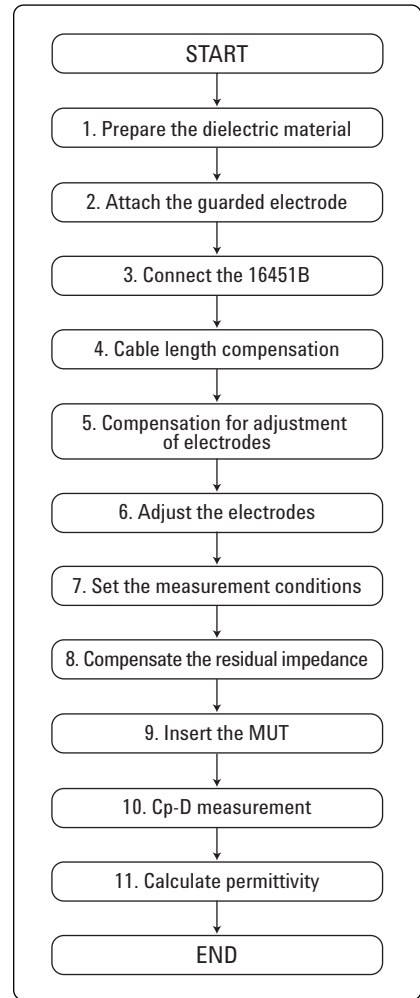 START
1. Prepare the dielectric material
2. Attach the guarded electrode
3. Connect the 16451B
4. Cable length compensation
5. Compensation for adjustment
of electrodes
6. Adjust the electrodes
7. Set the measurement conditions
8. Compensate the residual impedance
9. Insert the MUT
10. Cp-D measurement
11. Calculate permittivity
END